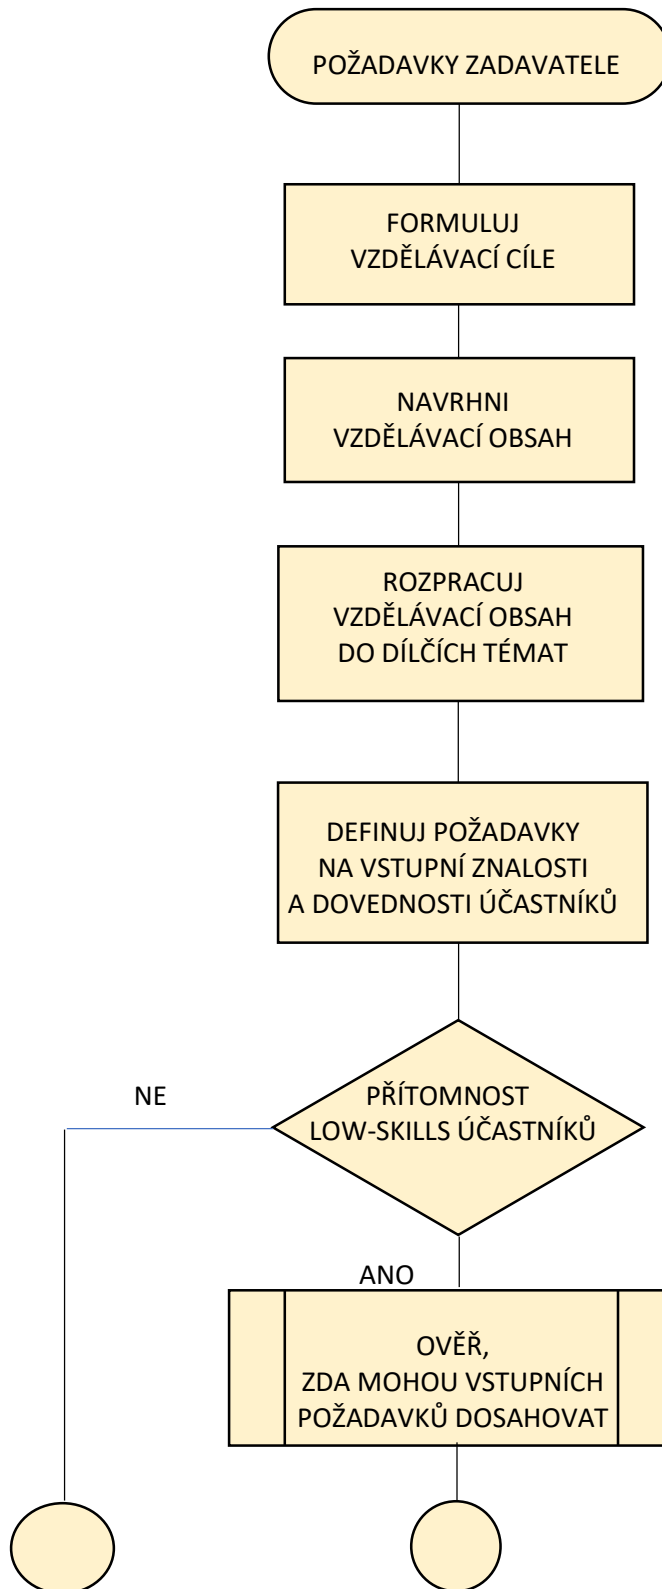 POŽADAVKY ZADAVATELE
FORMULUJ
VZDĚLÁVACÍ CÍLE
NAVRHNI
VZDĚLÁVACÍ OBSAH
ROZPRACUJ
VZDĚLÁVACÍ OBSAH
DO DÍLČÍCH TÉMAT
DEFINUJ POŽADAVKY
NA VSTUPNÍ ZNALOSTI
A DOVEDNOSTI ÚČASTNÍKŮ
NE
PŘÍTOMNOST
LOW-SKILLS ÚČASTNÍKŮ
ANO
OVĚŘ,
ZDA MOHOU VSTUPNÍCH
POŽADAVKŮ DOSAHOVAT